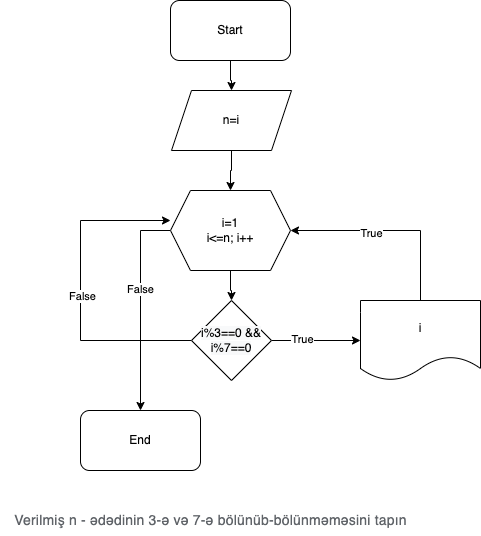 Start
n=i
i=1
i<=n; i++
True
False
False
i%3==0 &&
i%7==0
True
i
End
Verilmiş n - ədədinin 3-ə və 7-ə bölünüb-bölünməməsini tapın